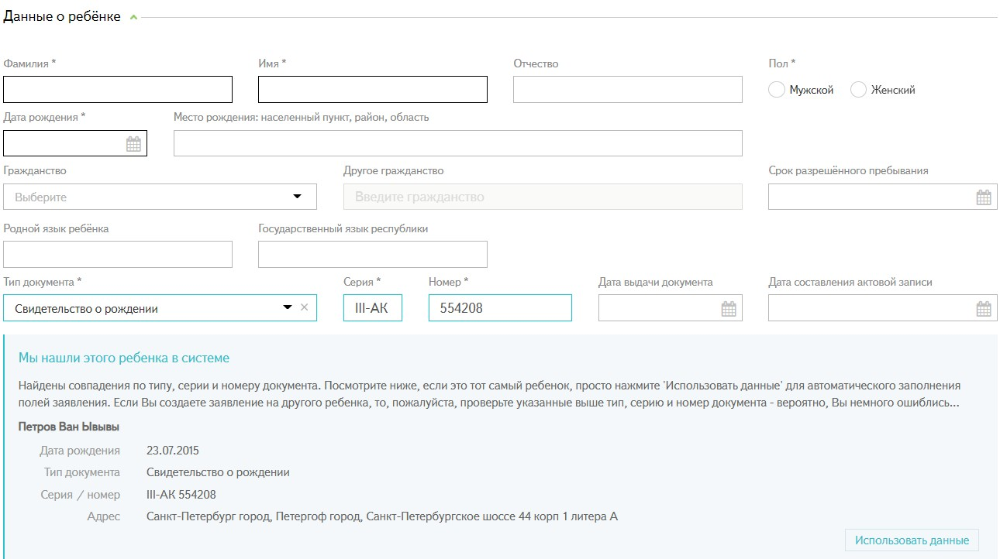 Данные о ребёнке
Фамилия * Имя * Отчество Пол *
Мужской Женский
Дата рождения * Место рождения: населенный пункт, район, область
Гражданство Другое гражданство Срок разрешённого пребывания
Выберите Введите гражданство
Родной язык ребёнка Государственный язык республики
Тип документа * Серия * Номер * Дата выдачи документа Дата составления актовой записи
Свидетельство о рождении III-АК 554208
Мы нашли этого ребенка в системе
Найдены совпадения по типу, серии и номеру документа. Посмотрите ниже, если это тот самый ребенок, просто нажмите 'Использовать данные' для автоматического заполнения
полей заявления. Если Вы создаете заявление на другого ребенка, то, пожалуйста, проверьте указанные выше тип, серию и номер документа - вероятно, Вы немного ошиблись...
Петров Ван Ывывы
Дата рождения 23.07.2015
Тип документа Свидетельство о рождении
Серия / номер III-АК 554208
Адрес Санкт-Петербург город, Петергоф город, Санкт-Петербургское шоссе 44 корп 1 литера А
Использовать данные